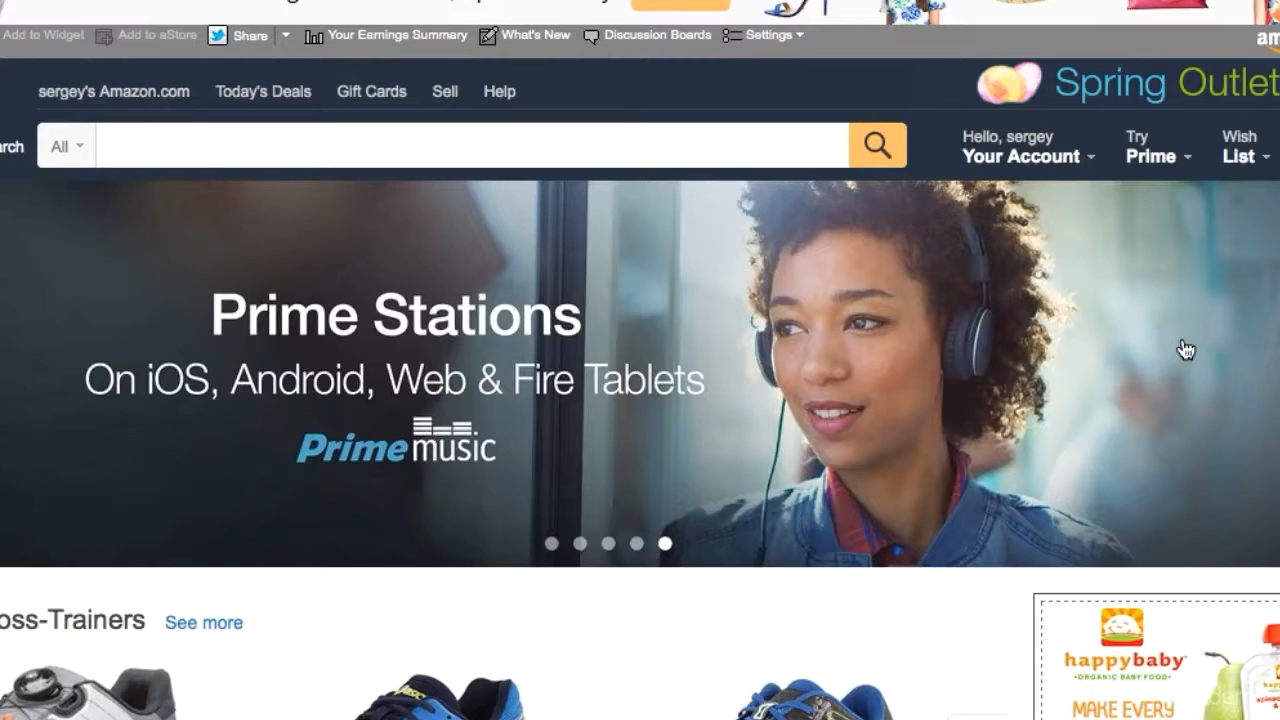 Add to Widget Add to aStore Share Your Earnings Summary What's New Discussion Boards Settings
Spring Outlet
sergey's Amazon.com Today's Deals Gift Cards Sell Help
All
Hello, sergey
Your Account
Try
Prime
Wish
List
Prime Stations
On iOS, Android, Web & Fire Tablets
Prime music
oss-Trainers See more
happybaby
ORGANIC BABY FOOD
MAKE EVERY